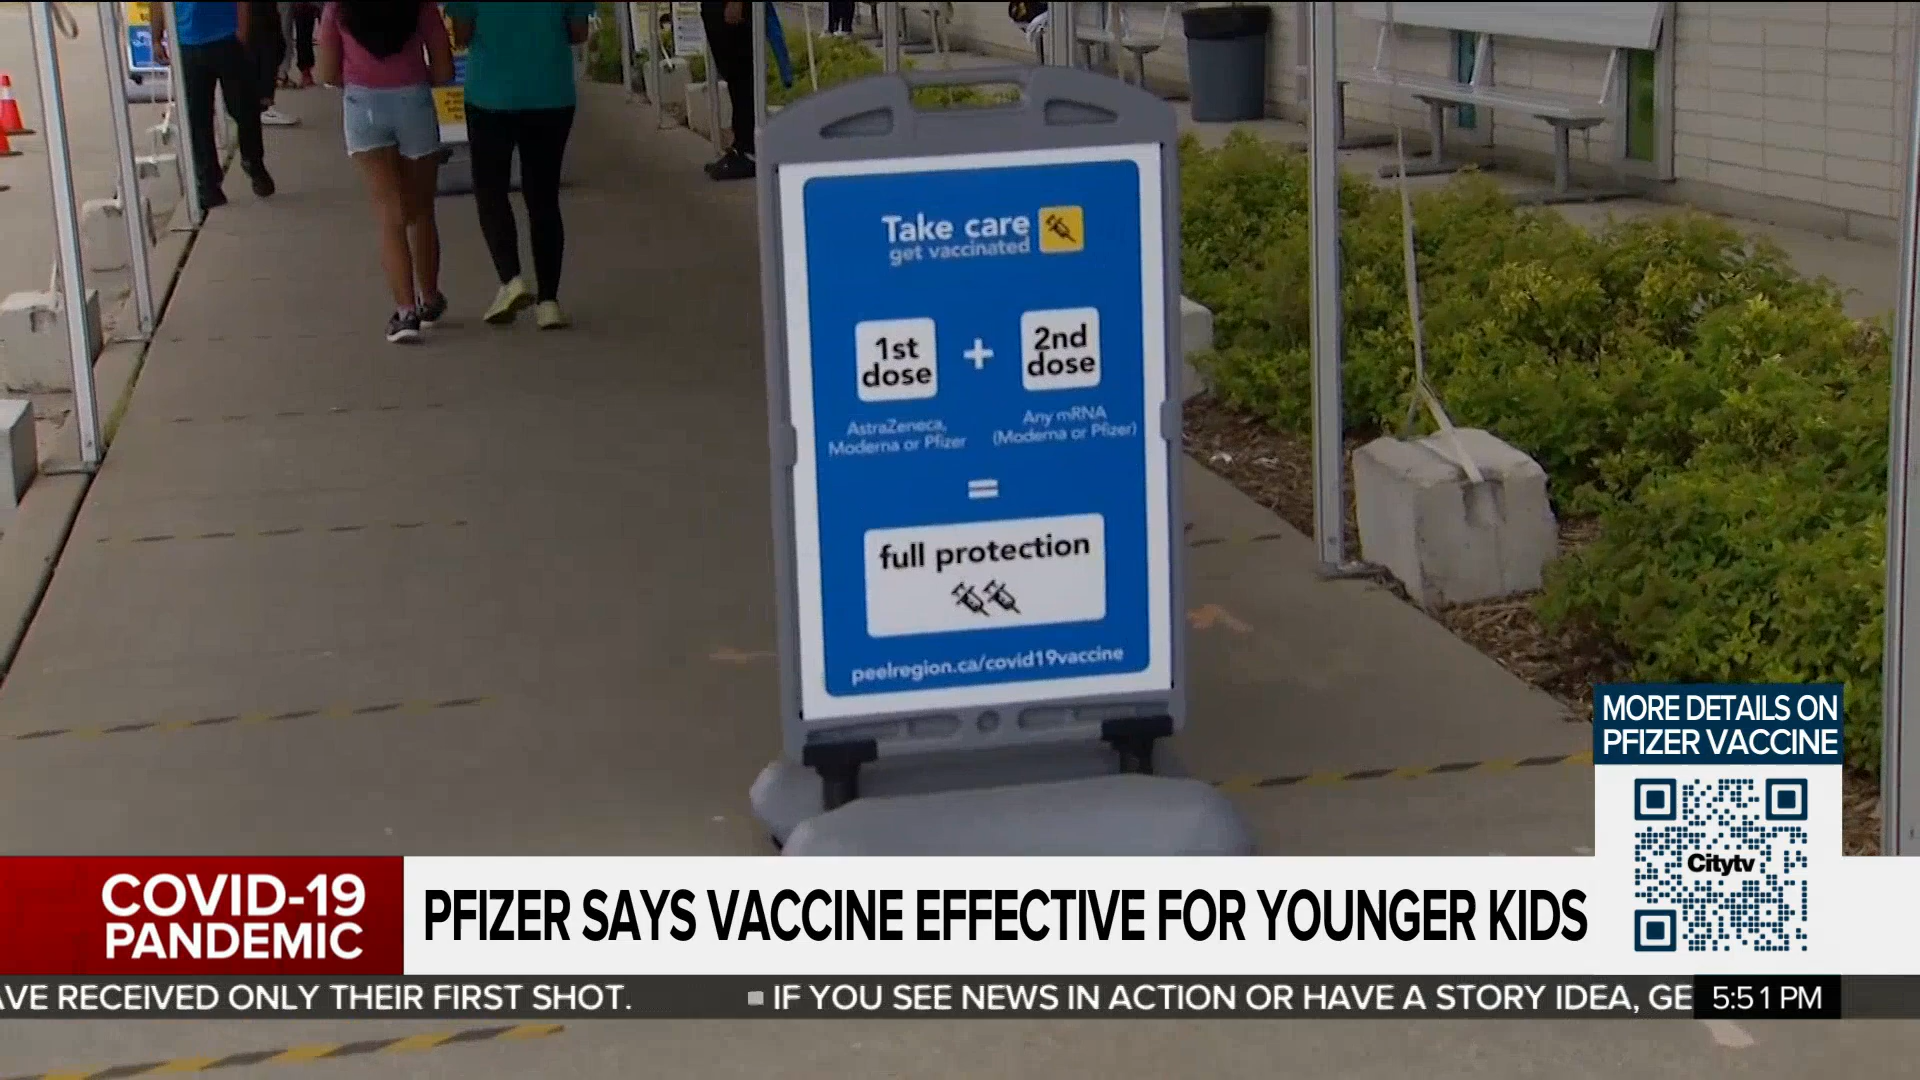 Take care
get vaccinated
1st
dose
+
2nd
dose
AstraZeneca,
Moderna or Pfizer
Any mRNA
(Moderna or Pfizer)
=
full protection
peelregion.ca/covid19vaccine
MORE DETAILS ON
PFIZER VACCINE
Citytv
COVID-19
PANDEMIC
PFIZER SAYS VACCINE EFFECTIVE FOR YOUNGER KIDS
RECEIVED ONLY THEIR FIRST SHOT.
IF YOU SEE NEWS IN ACTION OR HAVE A STORY IDEA, GE
5:51 PM